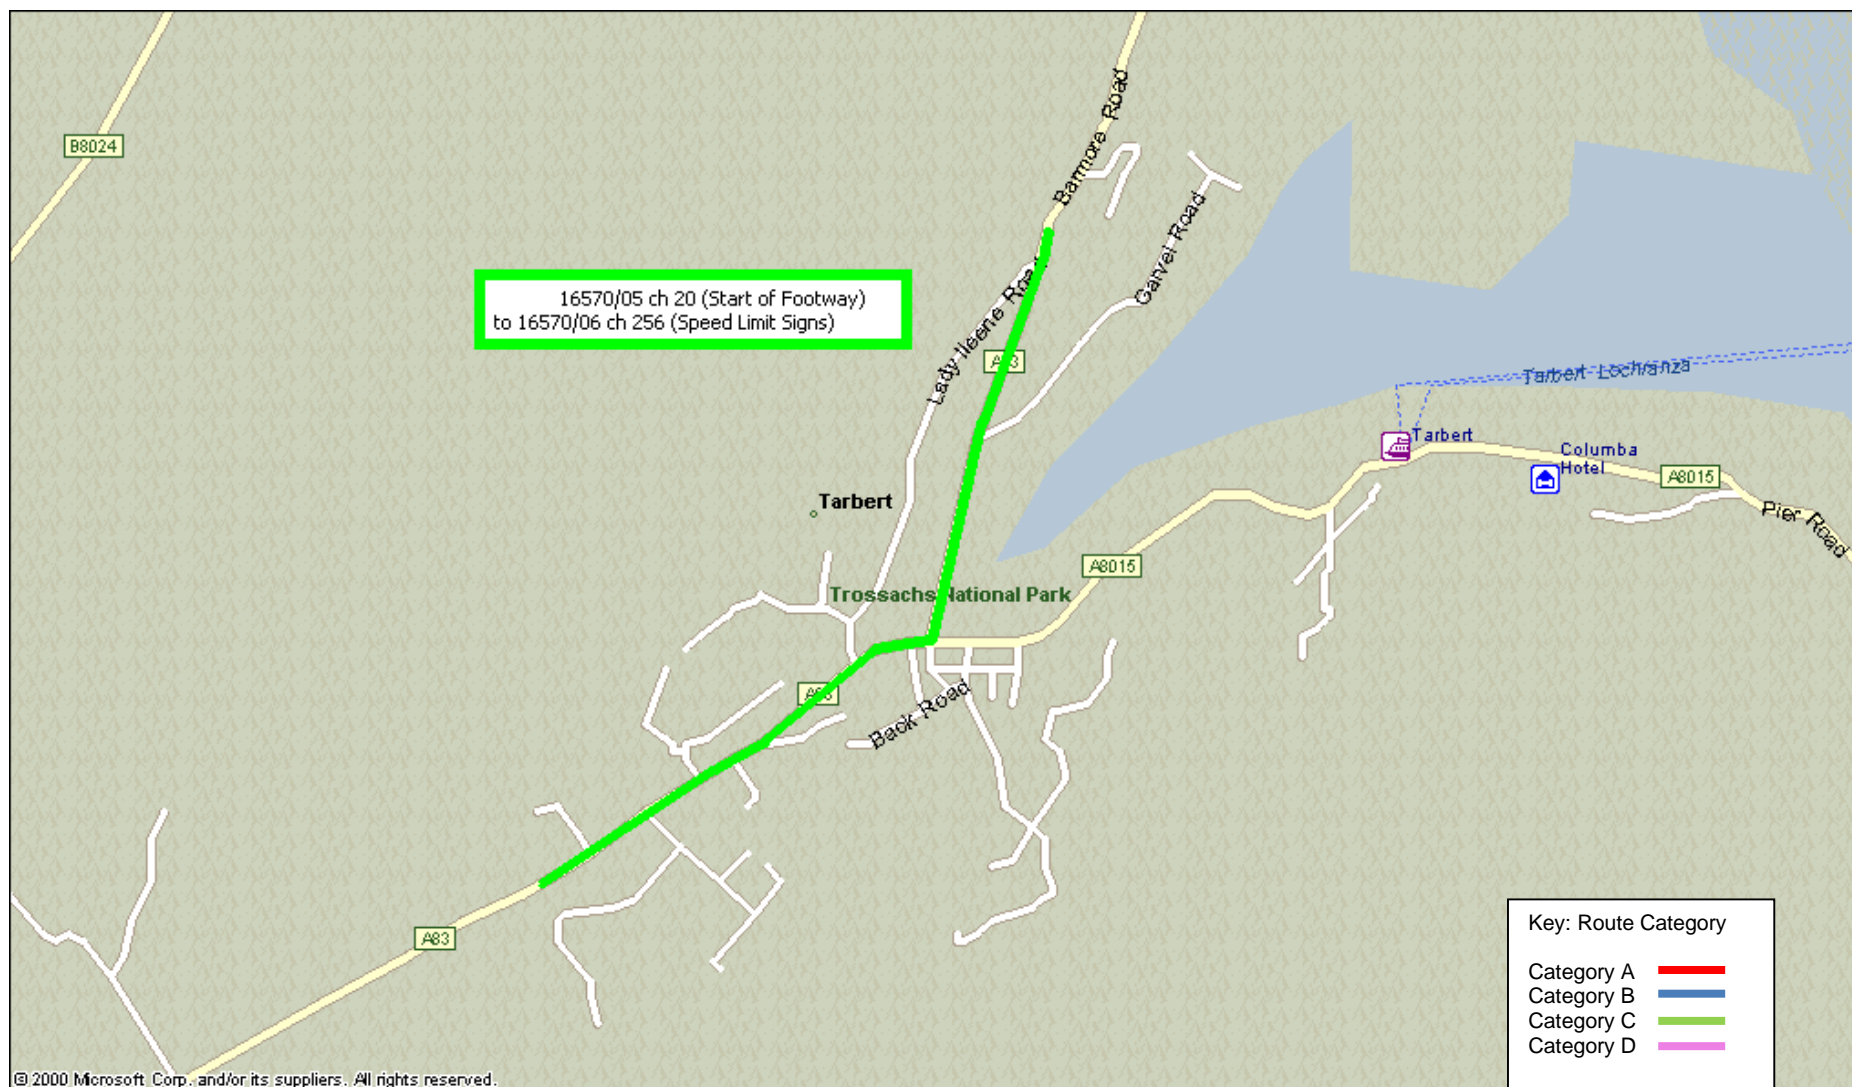 B8024
Barmore Road
Garvel Road
16570/05 ch 20 (Start of Footway)
to 16570/06 ch 256 (Speed Limit Signs)
Lady Ileene Road
A83
Tarbert Lochranza
Tarbert
Columba
Hotel
A8015
Pier Road
Tarbert
A8015
Trossachs National Park
A83
Back Road
A83
Key: Route Category
Category A
Category B
Category C
Category D
© 2000 Microsoft Corp. and/or its suppliers. All rights reserved.